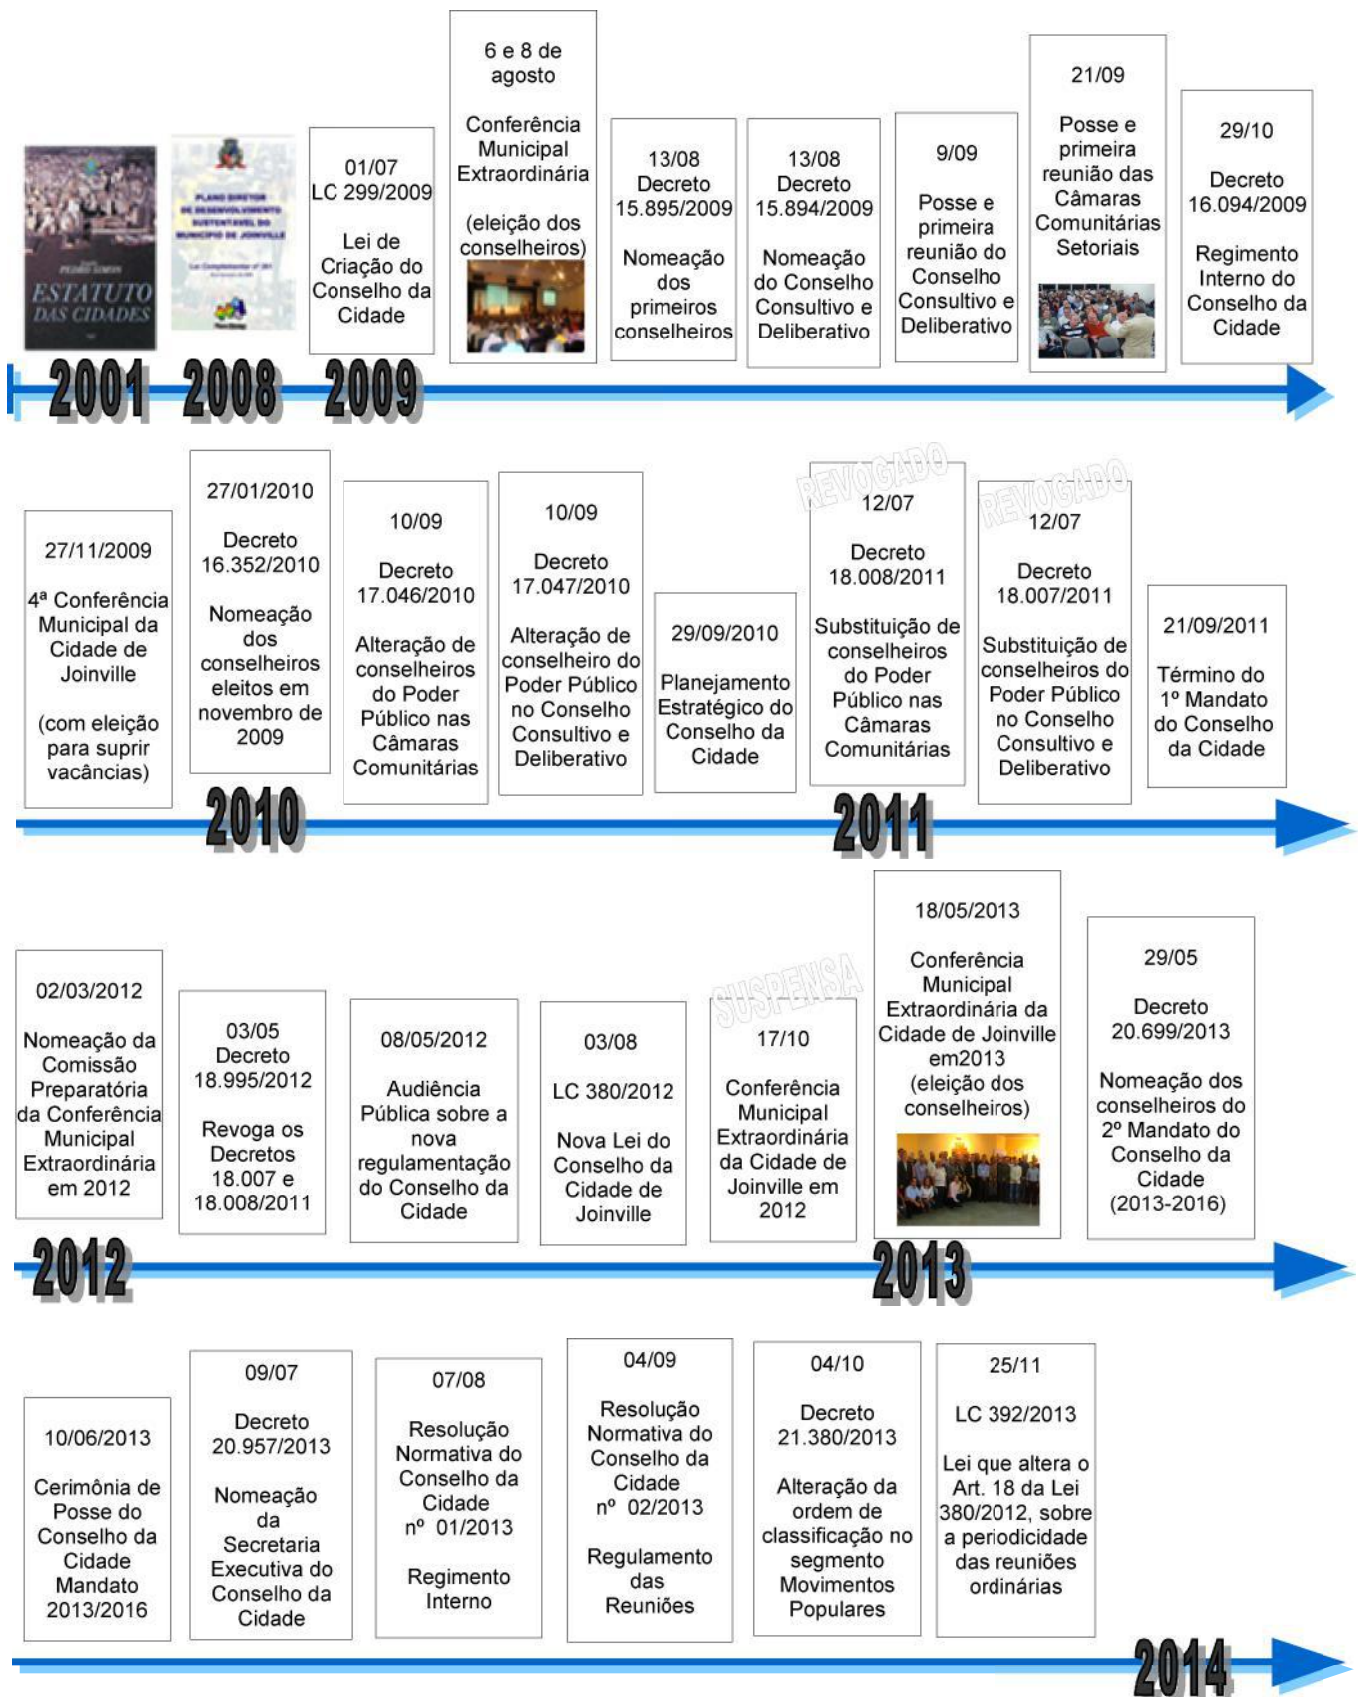 PEDRO SIMON
ESTATUTO
DAS CIDADES
PLANO DIRETOR
DE DESENVOLVIMENTO
SUSTENTÁVEL DO
MUNICÍPIO DE JOINVILLE
Lei Complementar nº 261
01/07
LC 299/2009
Lei de
Criação do
Conselho da
Cidade
6 e 8 de
agosto
Conferência
Municipal
Extraordinária
(eleição dos
conselheiros)
13/08
Decreto
15.895/2009
Nomeação
dos
primeiros
conselheiros
13/08
Decreto
15.894/2009
Nomeação
do Conselho
Consultivo e
Deliberativo
9/09
Posse e
primeira
reunião do
Conselho
Consultivo e
Deliberativo
21/09
Posse e
primeira
reunião das
Câmaras
Comunitárias
Setoriais
29/10
Decreto
16.094/2009
Regimento
Interno do
Conselho da
Cidade
2001
2008
2009
27/11/2009
4ª Conferência
Municipal da
Cidade de
Joinville
(com eleição
para suprir
vacâncias)
27/01/2010
Decreto
16.352/2010
Nomeação
dos
conselheiros
eleitos em
novembro de
2009
10/09
Decreto
17.046/2010
Alteração de
conselheiros
do Poder
Público nas
Câmaras
Comunitárias
10/09
Decreto
17.047/2010
Alteração de
conselheiro do
Poder Público
no Conselho
Consultivo e
Deliberativo
29/09/2010
Planejamento
Estratégico do
Conselho da
Cidade
REVOGADO
12/07
Decreto
18.008/2011
Substituição de
conselheiros
do Poder
Público nas
Câmaras
Comunitárias
REVOGADO
12/07
Decreto
18.007/2011
Substituição de
conselheiros do
Poder Público
no Conselho
Consultivo e
Deliberativo
21/09/2011
Término do
1º Mandato
do Conselho
da Cidade
2010
2011
02/03/2012
Nomeação da
Comissão
Preparatória
da Conferência
Municipal
Extraordinária
em 2012
03/05
Decreto
18.995/2012
Revoga os
Decretos
18.007 e
18.008/2011
08/05/2012
Audiência
Pública sobre a
nova
regulamentação
do Conselho da
Cidade
03/08
LC 380/2012
Nova Lei do
Conselho da
Cidade de
Joinville
SUSPENSA
17/10
Conferência
Municipal
Extraordinária
da Cidade de
Joinville em
2012
18/05/2013
Conferência
Municipal
Extraordinária da
Cidade de Joinville
em2013
(eleição dos
conselheiros)
29/05
Decreto
20.699/2013
Nomeação dos
conselheiros do
2º Mandato do
Conselho da
Cidade
(2013-2016)
2012
2013
10/06/2013
Cerimônia de
Posse do
Conselho da
Cidade
Mandato
2013/2016
09/07
Decreto
20.957/2013
Nomeação
da
Secretaria
Executiva do
Conselho da
Cidade
07/08
Resolução
Normativa do
Conselho da
Cidade
nº 01/2013
Regimento
Interno
04/09
Resolução
Normativa do
Conselho da
Cidade
nº 02/2013
Regulamento
das
Reuniões
04/10
Decreto
21.380/2013
Alteração da
ordem de
classificação no
segmento
Movimentos
Populares
25/11
LC 392/2013
Lei que altera o
Art. 18 da Lei
380/2012, sobre
a periodicidade
das reuniões
ordinárias
2014